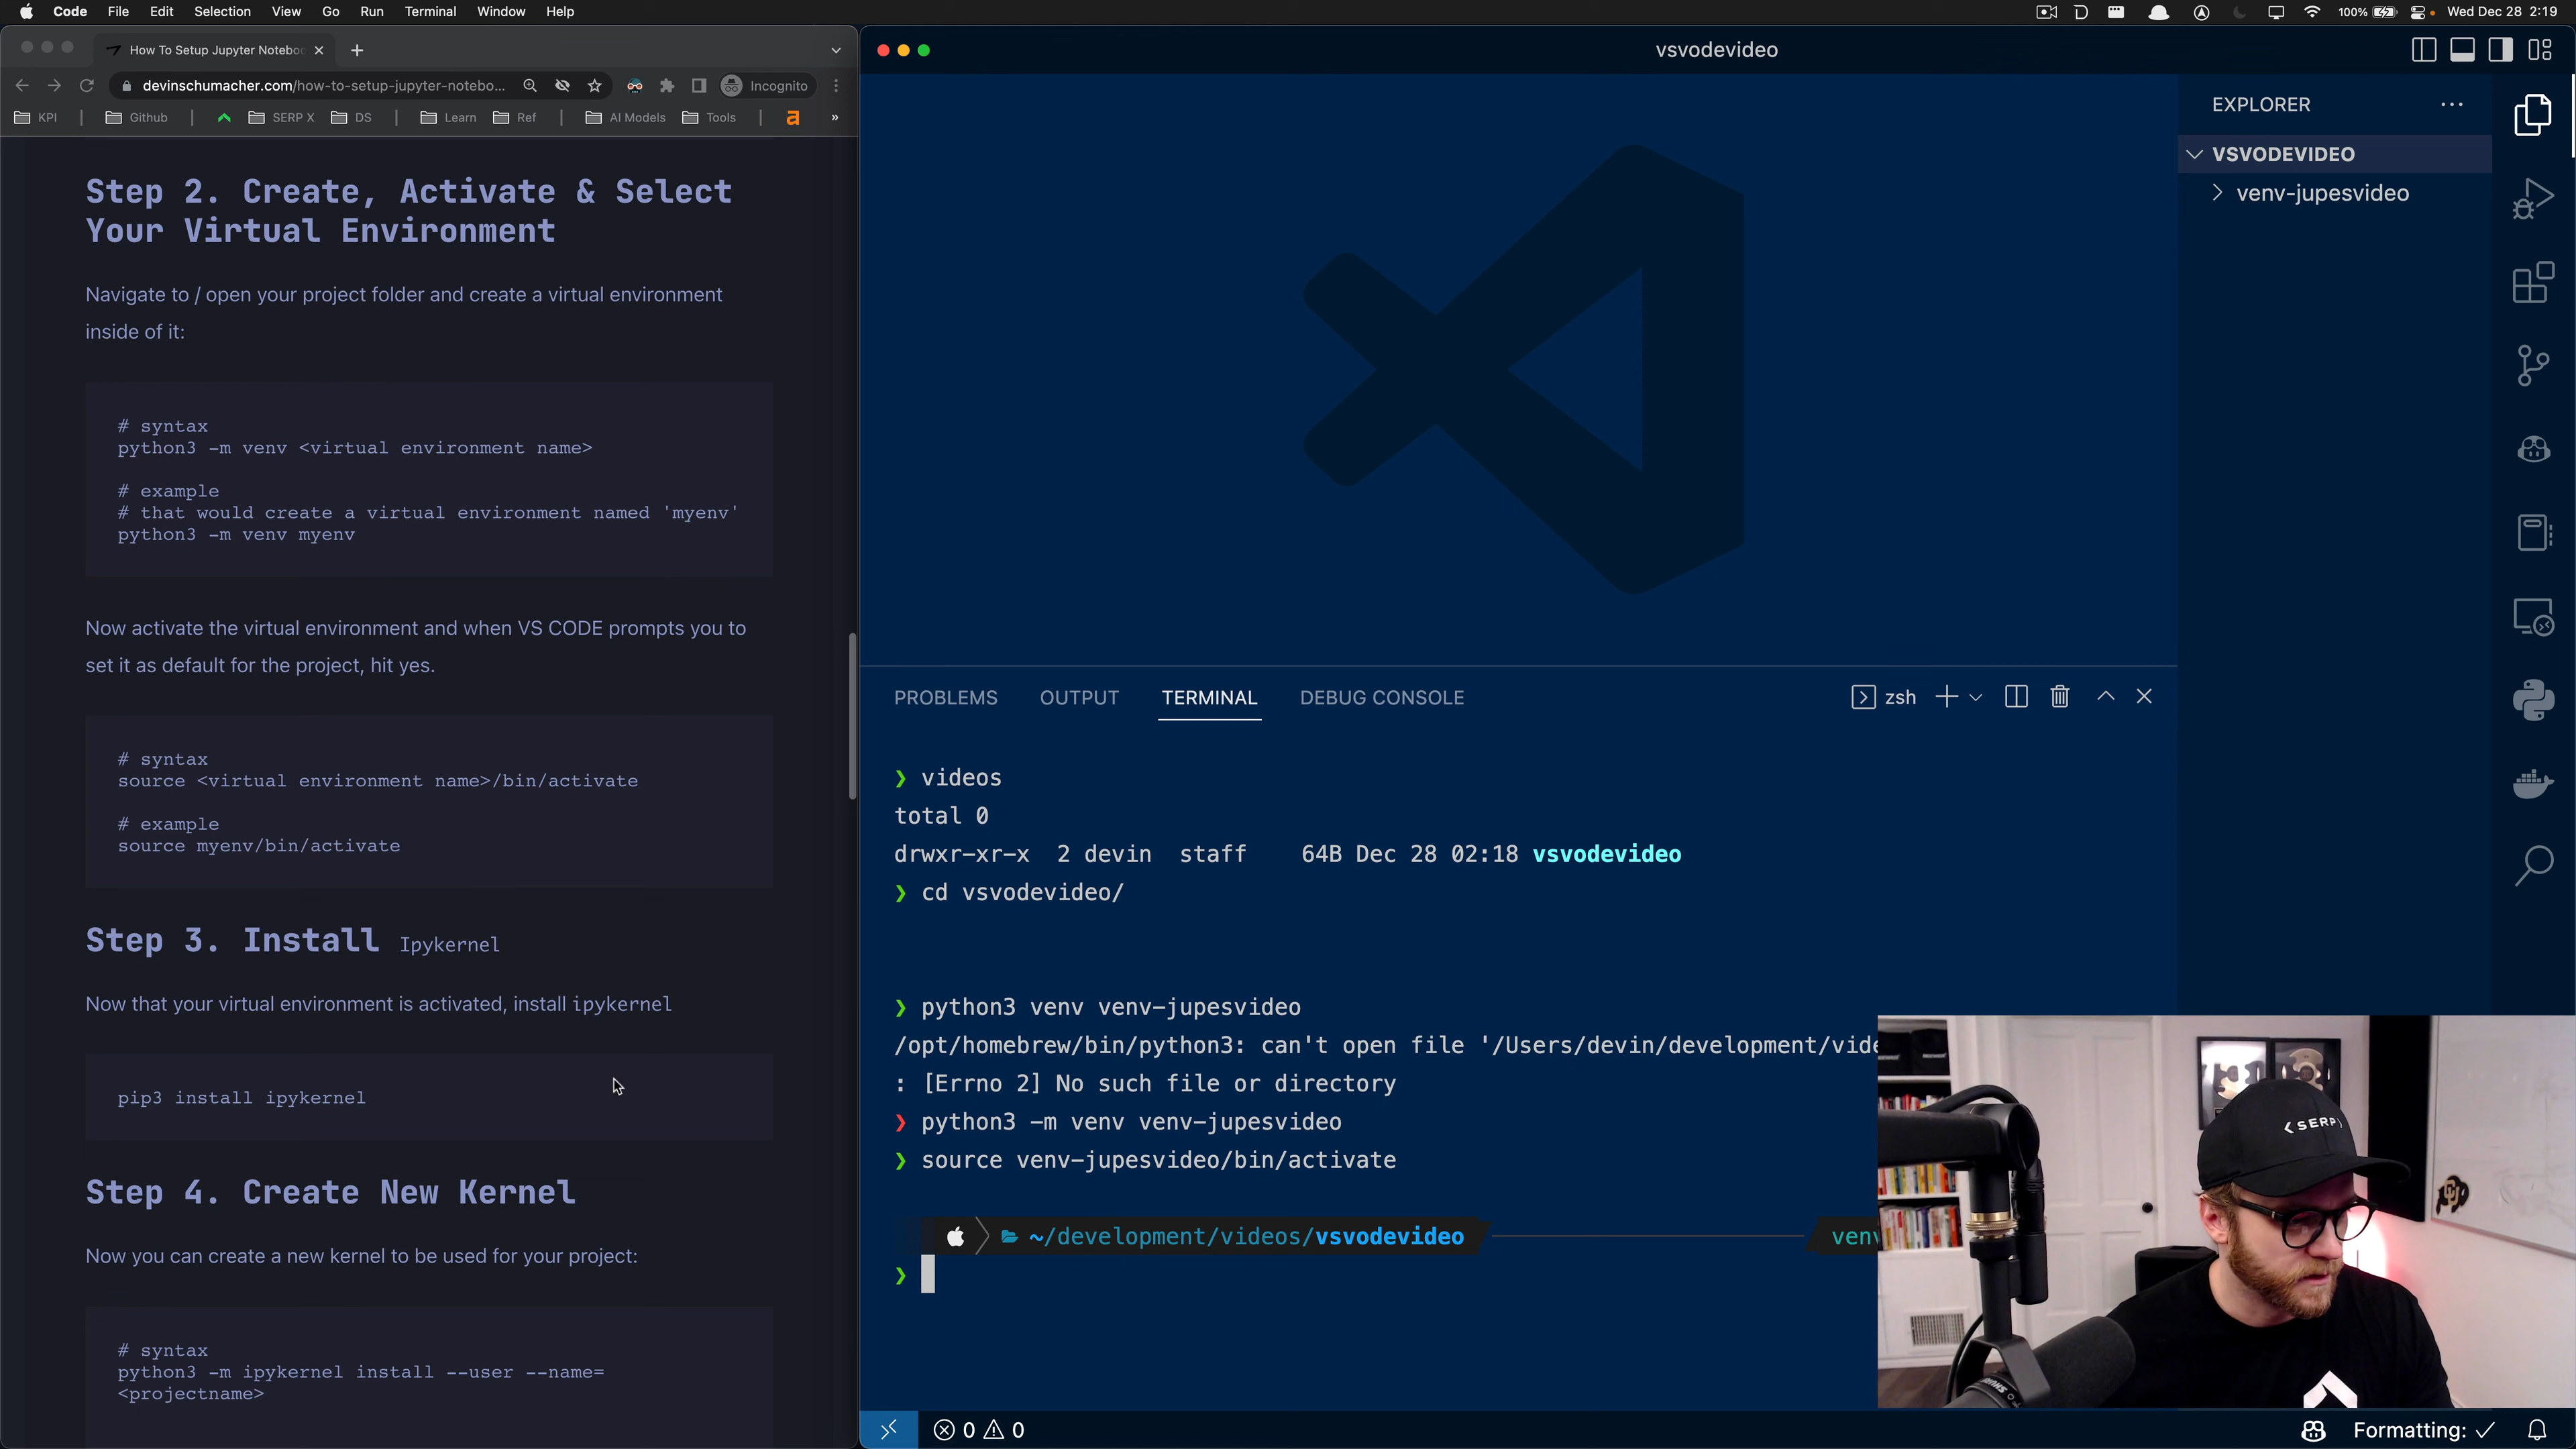 Code File Edit Selection View Go Run Terminal Window Help
100% Wed Dec 28 2:19
How To Setup Jupyter Notebo
devinschumacher.com/how-to-setup-jupyter-notebo...
Incognito
KPI | Github | SERP X DS | Learn Ref | AI Models Tools | a »
Step 2. Create, Activate & Select
Your Virtual Environment
Navigate to / open your project folder and create a virtual environment
inside of it:
# syntax
python3 -m venv <virtual environment name>
# example
# that would create a virtual environment named 'myenv'
python3 -m venv myenv
Now activate the virtual environment and when VS CODE prompts you to
set it as default for the project, hit yes.
# syntax
source <virtual environment name>/bin/activate
# example
source myenv/bin/activate
Step 3. Install Ipykernel
Now that your virtual environment is activated, install ipykernel
pip3 install ipykernel
Step 4. Create New Kernel
Now you can create a new kernel to be used for your project:
# syntax
python3 -m ipykernel install --user --name=
<projectname>
vsvodevideo
EXPLORER
VSVODEVIDEO
venv-jupesvideo
PROBLEMS OUTPUT TERMINAL DEBUG CONSOLE
zsh
❯ videos
total 0
drwxr-xr-x 2 devin staff 64B Dec 28 02:18 vsvodevideo
❯ cd vsvodevideo/
❯ python3 venv venv-jupesvideo
/opt/homebrew/bin/python3: can't open file '/Users/devin/development/vide
: [Errno 2] No such file or directory
❯ python3 -m venv venv-jupesvideo
❯ source venv-jupesvideo/bin/activate
~/development/videos/vsvodevideo
venv
❯
SERP
0 0
Formatting: ✓